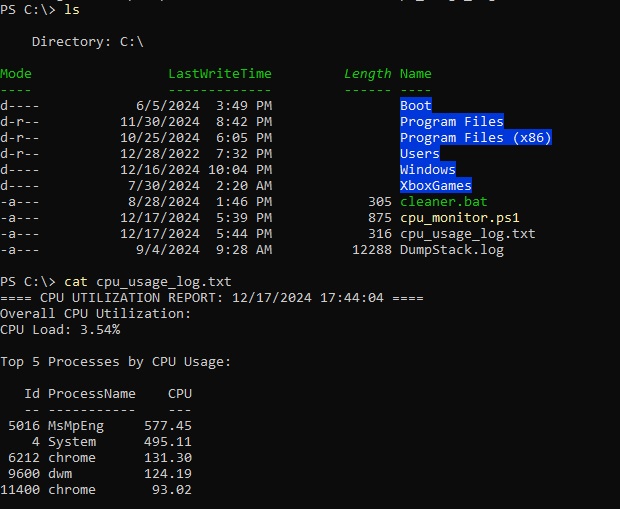 PS C:\> ls
Directory: C:\
Mode LastWriteTime Length Name
---- ------------- ------ ----
d---- 6/5/2024 3:49 PM Boot
d-r-- 11/30/2024 8:42 PM Program Files
d-r-- 10/25/2024 6:05 PM Program Files (x86)
d-r-- 12/28/2022 7:32 PM Users
d---- 12/16/2024 10:04 PM Windows
d---- 7/30/2024 2:20 AM XboxGames
-a--- 8/28/2024 1:46 PM 305 cleaner.bat
-a--- 12/17/2024 5:39 PM 875 cpu_monitor.ps1
-a--- 12/17/2024 5:44 PM 316 cpu_usage_log.txt
-a--- 9/4/2024 9:28 AM 12288 DumpStack.log
PS C:\> cat cpu_usage_log.txt
==== CPU UTILIZATION REPORT: 12/17/2024 17:44:04 ====
Overall CPU Utilization:
CPU Load: 3.54%
Top 5 Processes by CPU Usage:
Id ProcessName CPU
-- ----------- ---
5016 MsMpEng 577.45
4 System 495.11
6212 chrome 131.30
9600 dwm 124.19
11400 chrome 93.02